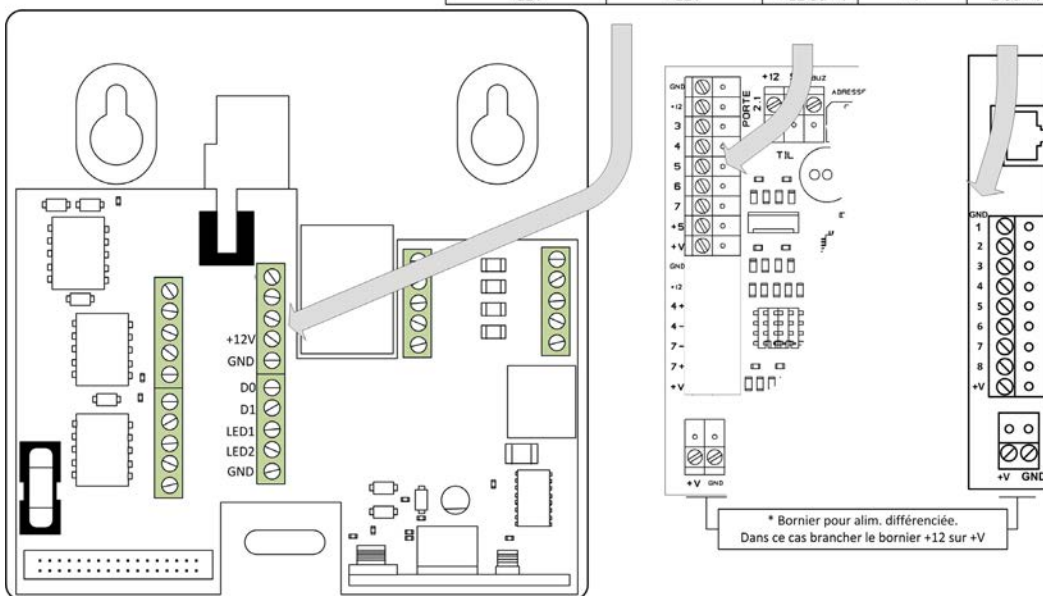 +12V
GND
D0
D1
LED1
LED2
GND
GND
+12
3
4
5
6
7
+5
+V
GND
+12
4+
4-
7-
7+
+V
PORTE
2.1
+12
TIL
+V GND
GND
1
2
3
4
5
6
7
8
+V
+V GND
* Bornier pour alim. différenciée.
Dans ce cas brancher le bornier +12 sur +V